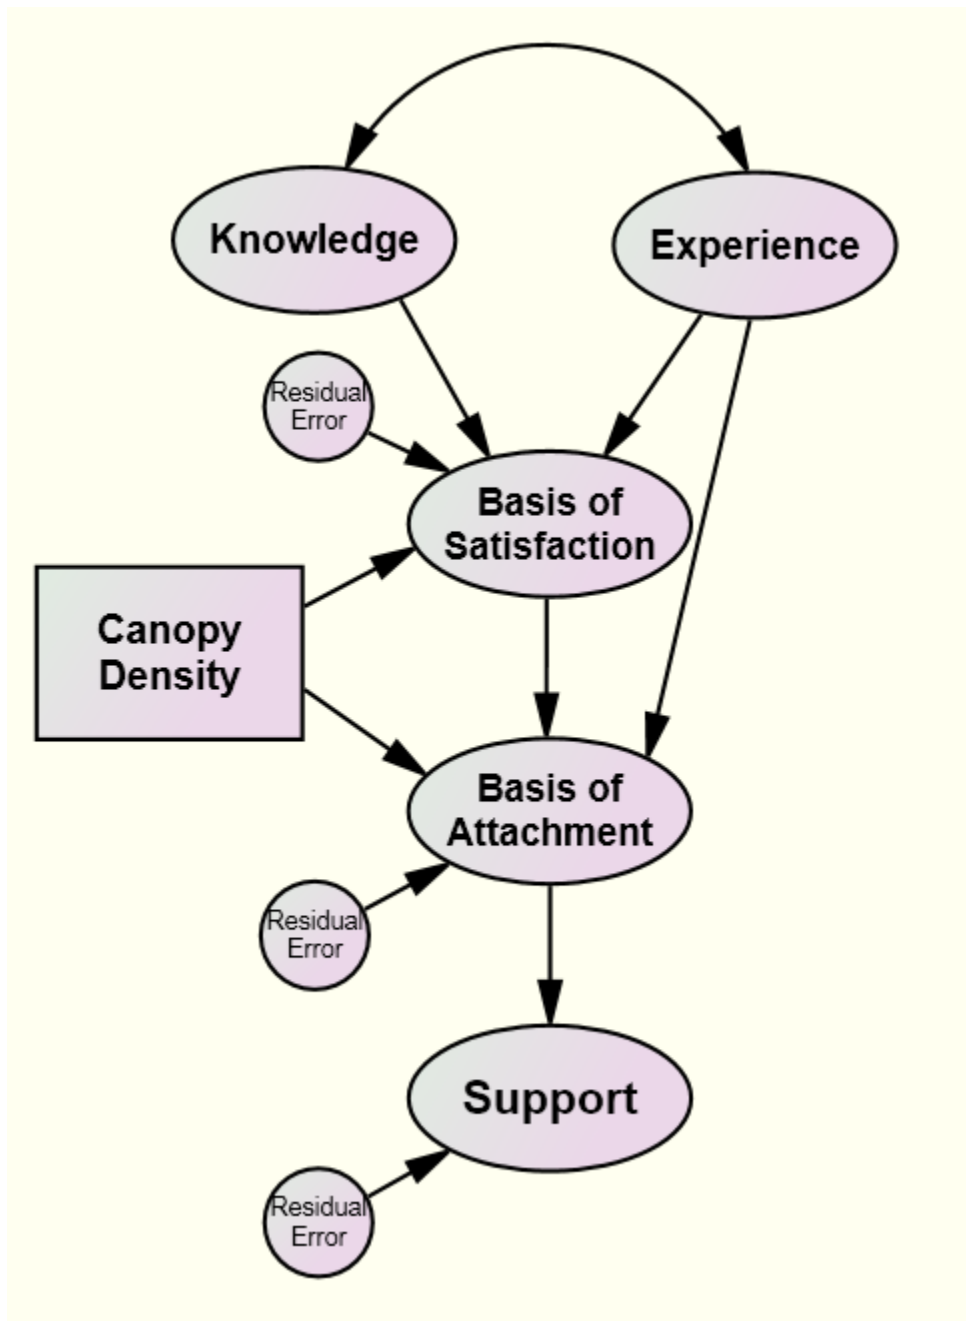 Knowledge
Experience
Residual
Error
Basis of
Satisfaction
Canopy
Density
Basis of
Attachment
Residual
Error
Support
Residual
Error